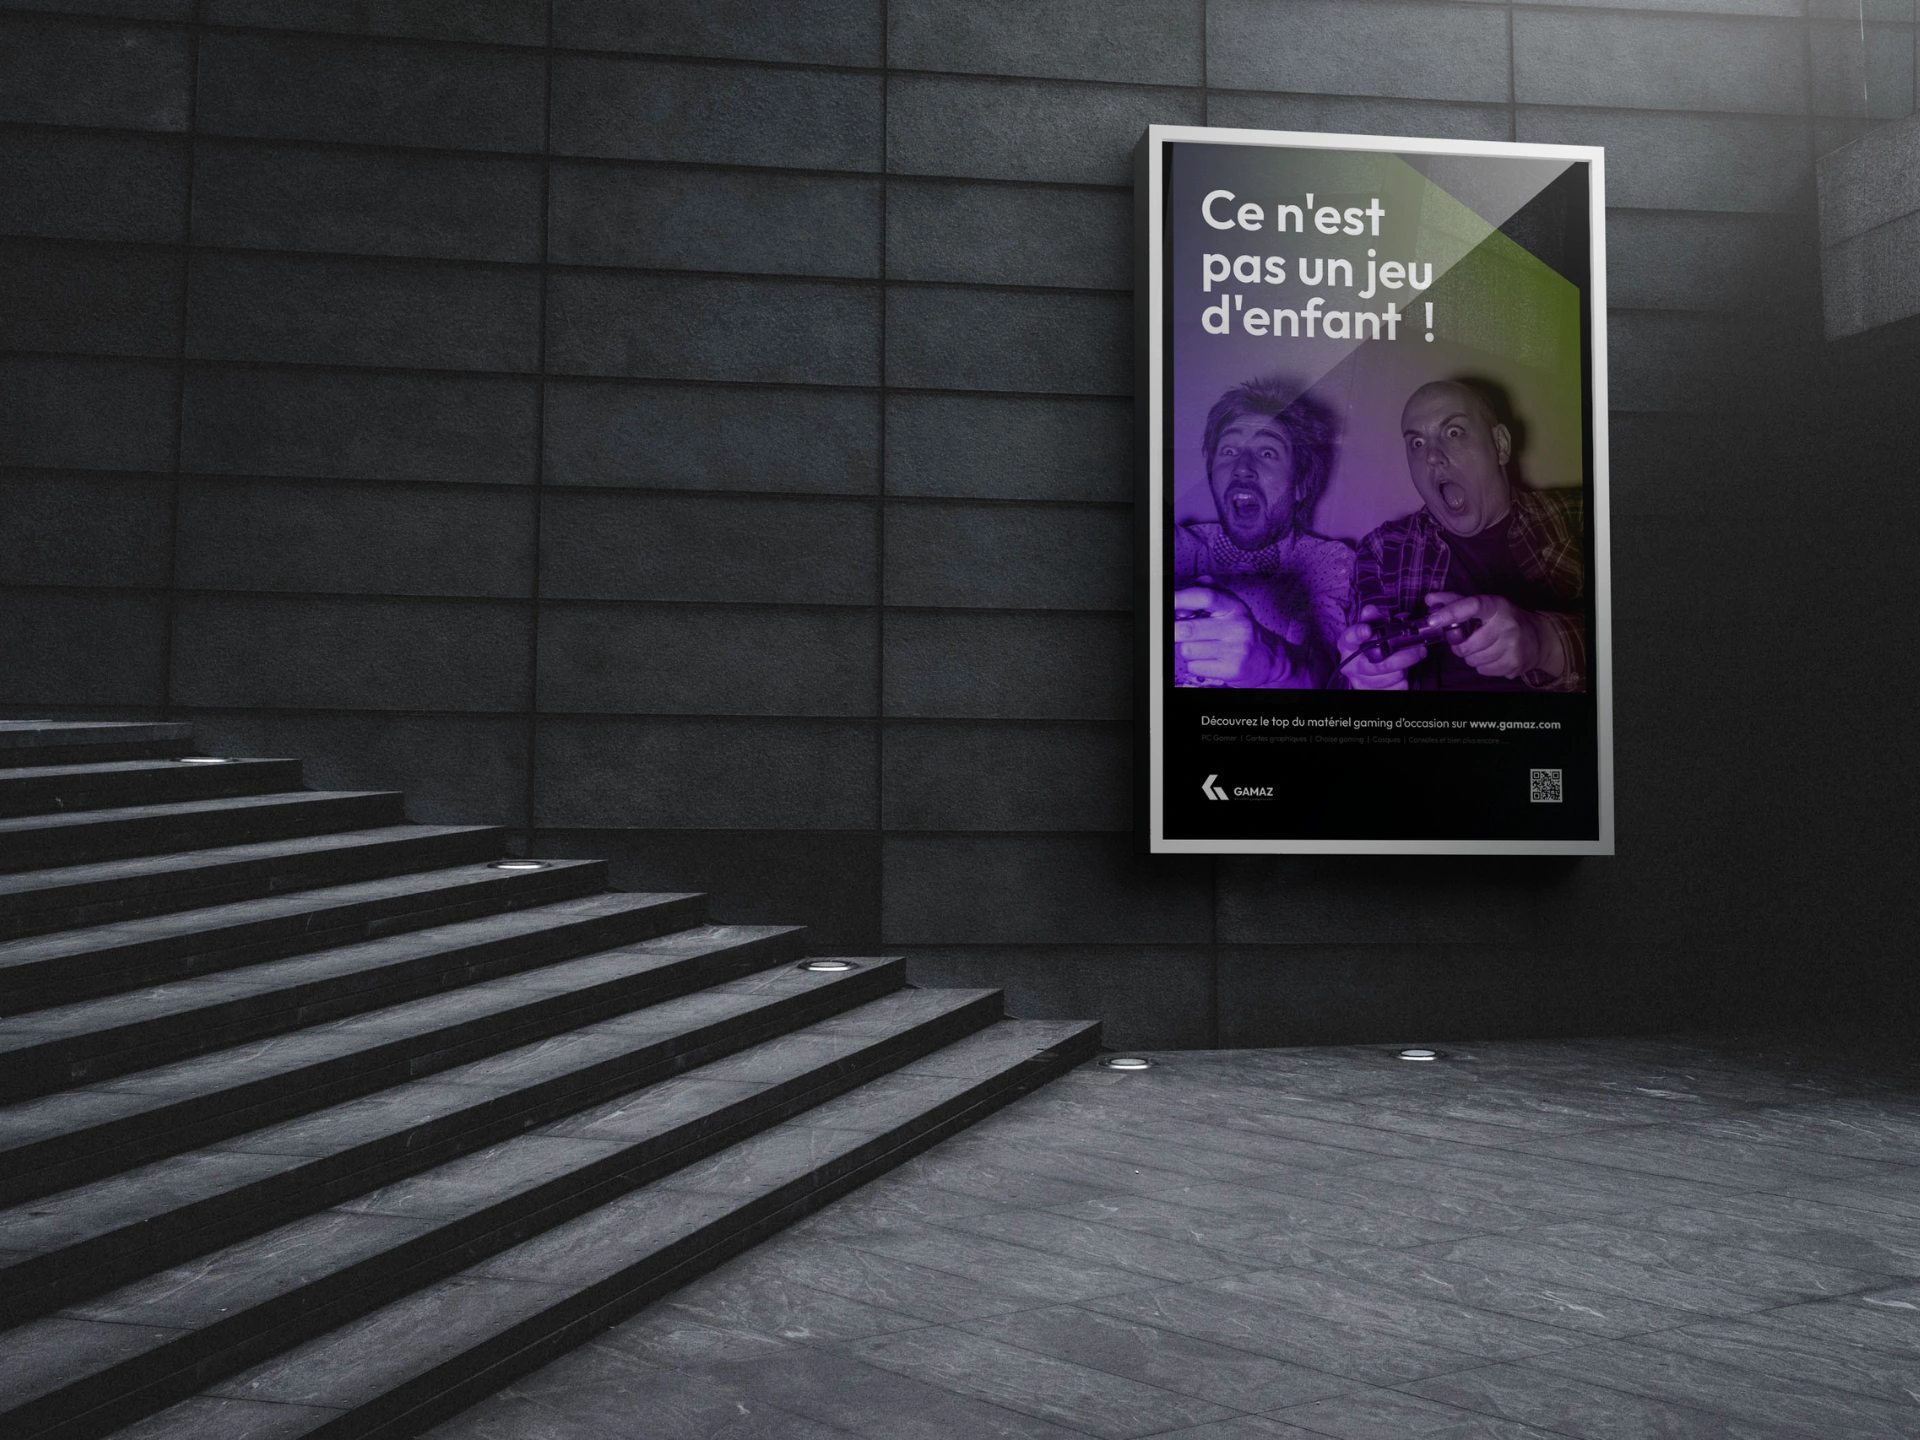 Ce n'est
pas un jeu
d'enfant !
Découvrez le top du matériel gaming d'occasion sur www.gamaz.com
PC Gamer | Cartes graphiques | Chaise gaming | Casques | Consoles et bien plus encore ...
GAMAZ